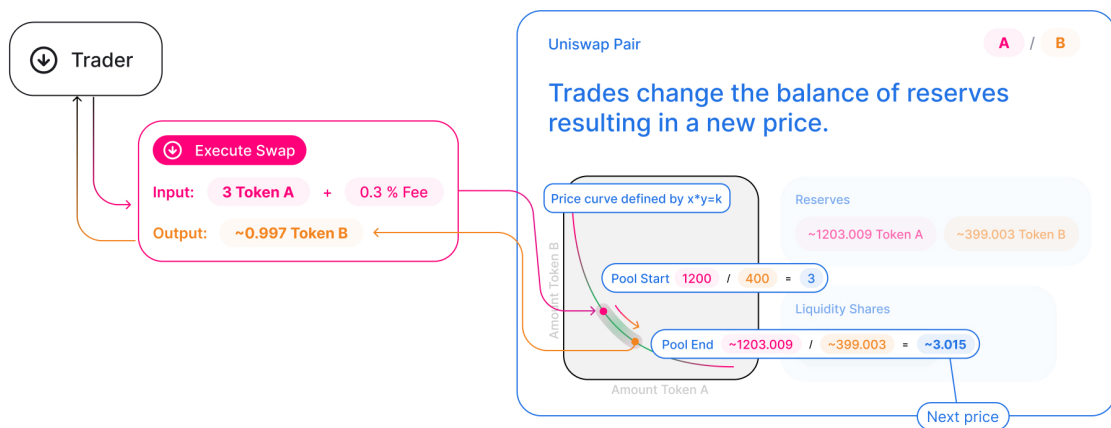 Trader
Execute Swap
Input: 3 Token A + 0.3 % Fee
Output: ~0.997 Token B
Uniswap Pair
A / B
Trades change the balance of reserves
resulting in a new price.
Price curve defined by x*y=k
Amount Token B
Amount Token A
Pool Start 1200 / 400 = 3
Pool End ~1203.009 / ~399.003 = ~3.015
Next price
Reserves
~1203.009 Token A ~399.003 Token B
Liquidity Shares